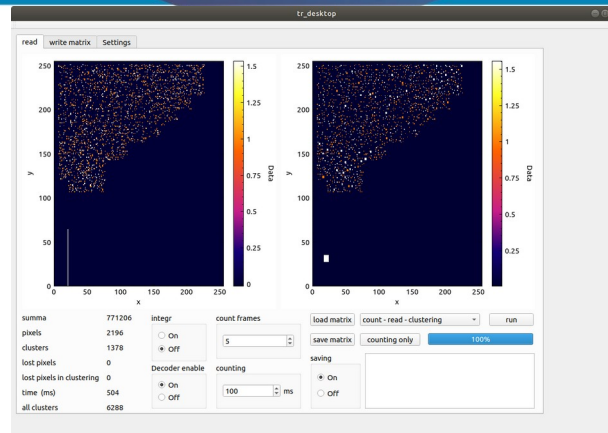 tr_desktop
read write matrix Settings
250
200
150
100
50
0
y
0 50 100 150 200 250
x
1.5
1.25
1
0.75
0.5
0.25
0
Data
250
200
150
100
50
0
y
0 50 100 150 200 250
x
1.5
1.25
1
0.75
0.5
0.25
Data
summa 771206
pixels 2196
clusters 1378
lost pixels 0
lost pixels in clustering 0
time (ms) 504
all clusters 6288
integr
On
Off
Decoder enable
On
Off
count frames
5
counting
100 ms
load matrix count - read - clustering run
save matrix counting only 100%
saving
On
Off